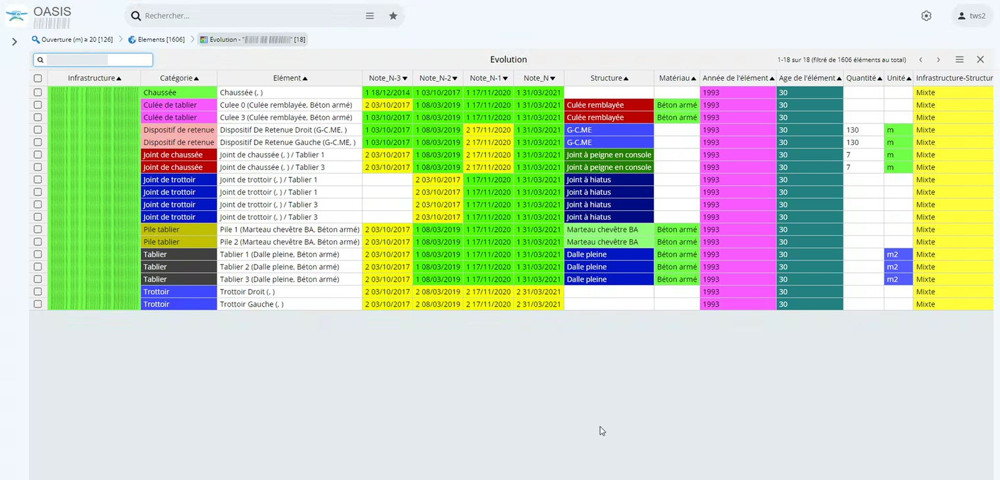 OASIS
Rechercher...
tws2
Ouverture (m) ≥ 20 [126]
Elements [1606]
Evolution - " " [18]
Evolution
1-18 sur 18 (filtré de 1606 éléments au total)
Infrastructure Catégorie Elément Note_N-3 Note_N-2 Note_N-1 Note_N Structure Matériau Année de l'élément Age de l'élément Quantité Unité Infrastructure-Structur
Chaussée Chaussée (, ) 1 18/12/2014 1 03/10/2017 1 17/11/2020 1 31/03/2021 1993 30 Mixte
Culée de tablier Culee 0 (Culée remblayée, Béton armé) 2 03/10/2017 1 08/03/2019 1 17/11/2020 1 31/03/2021 Culée remblayée Béton armé 1993 30 Mixte
Culée de tablier Culee 3 (Culée remblayée, Béton armé) 1 03/10/2017 1 08/03/2019 1 17/11/2020 1 31/03/2021 Culée remblayée Béton armé 1993 30 Mixte
Dispositif de retenue Dispositif De Retenue Droit (G-C.ME, ) 1 03/10/2017 1 08/03/2019 2 17/11/2020 1 31/03/2021 G-C.ME 1993 30 130 m Mixte
Dispositif de retenue Dispositif De Retenue Gauche (G-C.ME, ) 1 03/10/2017 1 08/03/2019 2 17/11/2020 1 31/03/2021 G-C.ME 1993 30 130 m Mixte
Joint de chaussée Joint de chaussée (, ) / Tablier 1 2 03/10/2017 1 08/03/2019 2 17/11/2020 1 31/03/2021 Joint à peigne en console 1993 30 7 m Mixte
Joint de chaussée Joint de chaussée (, ) / Tablier 3 2 03/10/2017 1 08/03/2019 2 17/11/2020 1 31/03/2021 Joint à peigne en console 1993 30 7 m Mixte
Joint de trottoir Joint de trottoir (, ) / Tablier 1 2 03/10/2017 1 17/11/2020 1 31/03/2021 Joint à hiatus 1993 30 Mixte
Joint de trottoir Joint de trottoir (, ) / Tablier 1 2 03/10/2017 1 17/11/2020 1 31/03/2021 Joint à hiatus 1993 30 Mixte
Joint de trottoir Joint de trottoir (, ) / Tablier 3 2 03/10/2017 1 17/11/2020 1 31/03/2021 Joint à hiatus 1993 30 Mixte
Joint de trottoir Joint de trottoir (, ) / Tablier 3 2 03/10/2017 1 17/11/2020 1 31/03/2021 Joint à hiatus 1993 30 Mixte
Pile tablier Pile 1 (Marteau chevêtre BA, Béton armé) 2 03/10/2017 1 08/03/2019 1 17/11/2020 1 31/03/2021 Marteau chevêtre BA Béton armé 1993 30 Mixte
Pile tablier Pile 2 (Marteau chevêtre BA, Béton armé) 2 03/10/2017 1 08/03/2019 1 17/11/2020 1 31/03/2021 Marteau chevêtre BA Béton armé 1993 30 Mixte
Tablier Tablier 1 (Dalle pleine, Béton armé) 2 03/10/2017 1 08/03/2019 1 17/11/2020 1 31/03/2021 Dalle pleine Béton armé 1993 30 m2 Mixte
Tablier Tablier 2 (Dalle pleine, Béton armé) 2 03/10/2017 1 08/03/2019 1 17/11/2020 1 31/03/2021 Dalle pleine Béton armé 1993 30 m2 Mixte
Tablier Tablier 3 (Dalle pleine, Béton armé) 2 03/10/2017 1 08/03/2019 1 17/11/2020 1 31/03/2021 Dalle pleine Béton armé 1993 30 m2 Mixte
Trottoir Trottoir Droit (, ) 2 03/10/2017 2 08/03/2019 2 17/11/2020 2 31/03/2021 1993 30 Mixte
Trottoir Trottoir Gauche (, ) 2 03/10/2017 2 08/03/2019 2 17/11/2020 2 31/03/2021 1993 30 Mixte